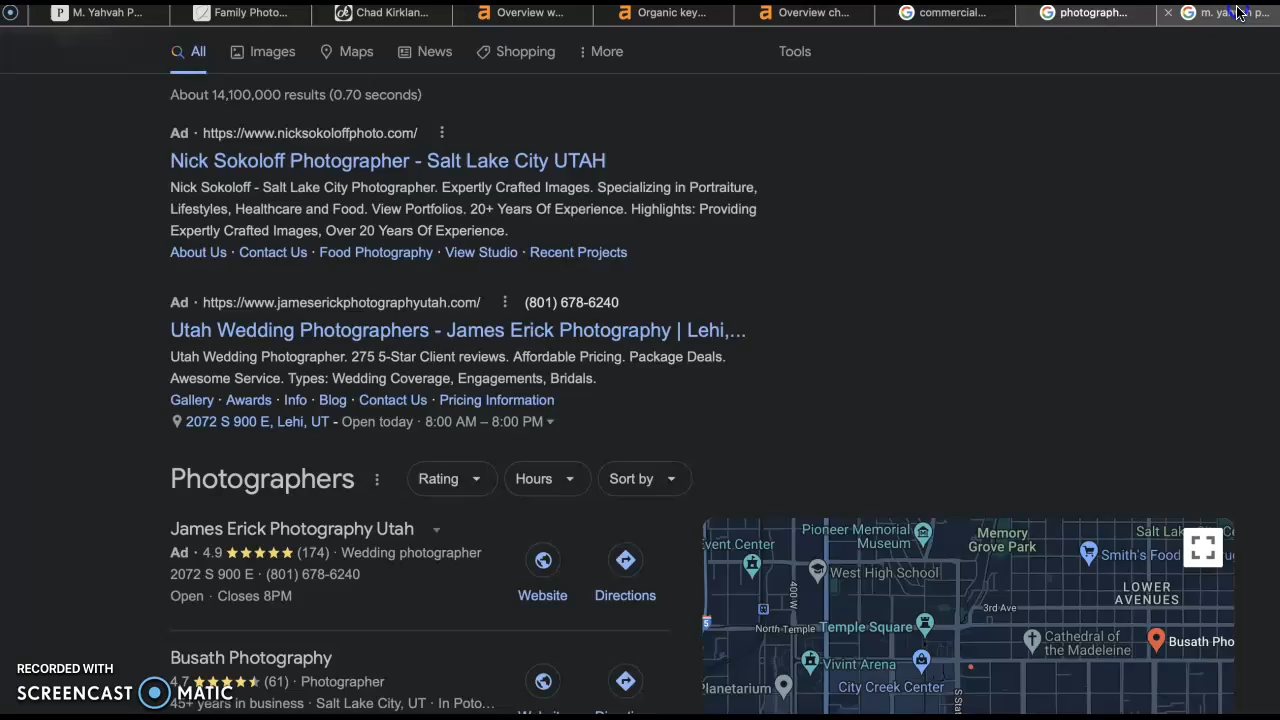 M. Yahvah P...
Family Photo...
Chad Kirklan...
Overview w...
Organic key...
Overview ch...
commercial...
photograph...
All
Images
Maps
News
Shopping
More
Tools
About 14,100,000 results (0.70 seconds)
Ad · https://www.nicksokoloffphoto.com/
Nick Sokoloff Photographer - Salt Lake City UTAH
Nick Sokoloff - Salt Lake City Photographer. Expertly Crafted Images. Specializing in Portraiture,
Lifestyles, Healthcare and Food. View Portfolios. 20+ Years Of Experience. Highlights: Providing
Expertly Crafted Images, Over 20 Years Of Experience.
About Us · Contact Us · Food Photography · View Studio · Recent Projects
Ad · https://www.jameserickphotographyutah.com/ (801) 678-6240
Utah Wedding Photographers - James Erick Photography | Lehi,...
Utah Wedding Photographer. 275 5-Star Client reviews. Affordable Pricing. Package Deals.
Awesome Service. Types: Wedding Coverage, Engagements, Bridals.
Gallery · Awards · Info · Blog · Contact Us · Pricing Information
2072 S 900 E, Lehi, UT - Open today · 8:00 AM – 8:00 PM
Photographers
Rating
Hours
Sort by
James Erick Photography Utah
Ad · 4.9 ★★★★★ (174) · Wedding photographer
2072 S 900 E · (801) 678-6240
Open · Closes 8PM
Website
Directions
Busath Photography
4.7 (61) · Photographer
45+ years in business · Salt Lake City, UT · In Poto...
Pioneer Memorial
Museum
Memory
Grove Park
Salt
Smith's Food
vent Center
West High School
LOWER
AVENUES
400 W
3rd Ave
North Temple
Temple Square
Cathedral of
the Madeleine
Busath Pho
Vivint Arena
City Creek Center
Planetarium
RECORDED WITH
SCREENCAST MATIC